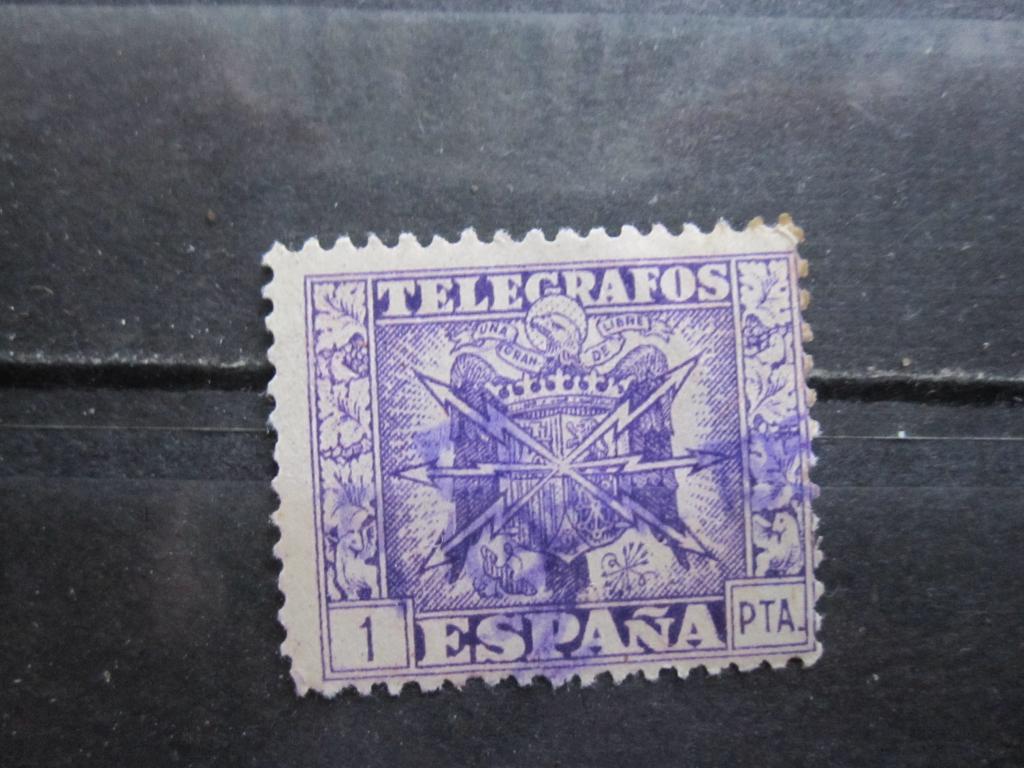 TELEGRAFOS
UNA GRANDE LIBRE
1 ESPAÑA PTA.